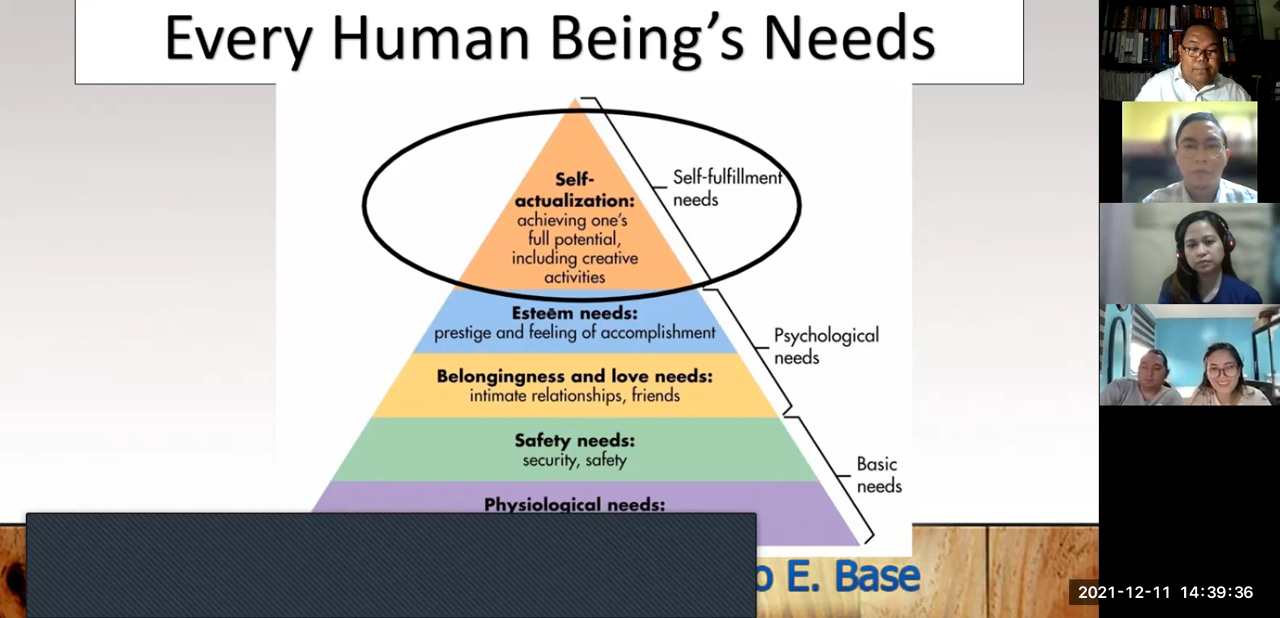 Every Human Being's Needs
Self-
actualization:
achieving one's
full potential,
including creative
activities
Self-fulfillment
needs
Esteem needs:
prestige and feeling of accomplishment
Psychological
needs
Belongingness and love needs:
intimate relationships, friends
Safety needs:
security, safety
Basic
needs
Physiological needs:
E. Base
2021-12-11 14:39:36